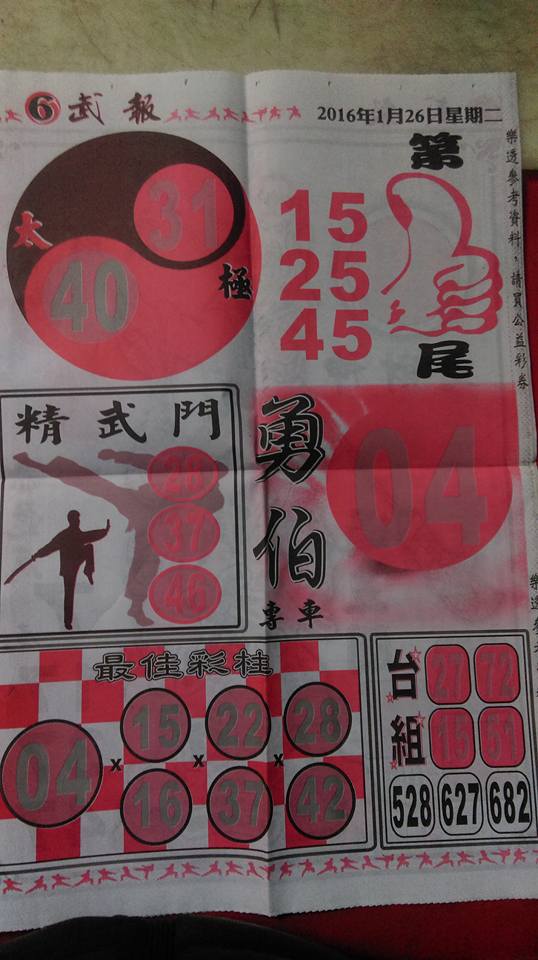 6 武報
2016年1月26日星期二
樂透參考資料，請買公益彩券
太極
31
40
第
尾
15
25
45
精武門
28
37
46
勇伯
專車
04
最佳彩柱
04 x 15 x 22 x 28
16 37 42
台組
27 72
15 51
528 627 682
樂透參